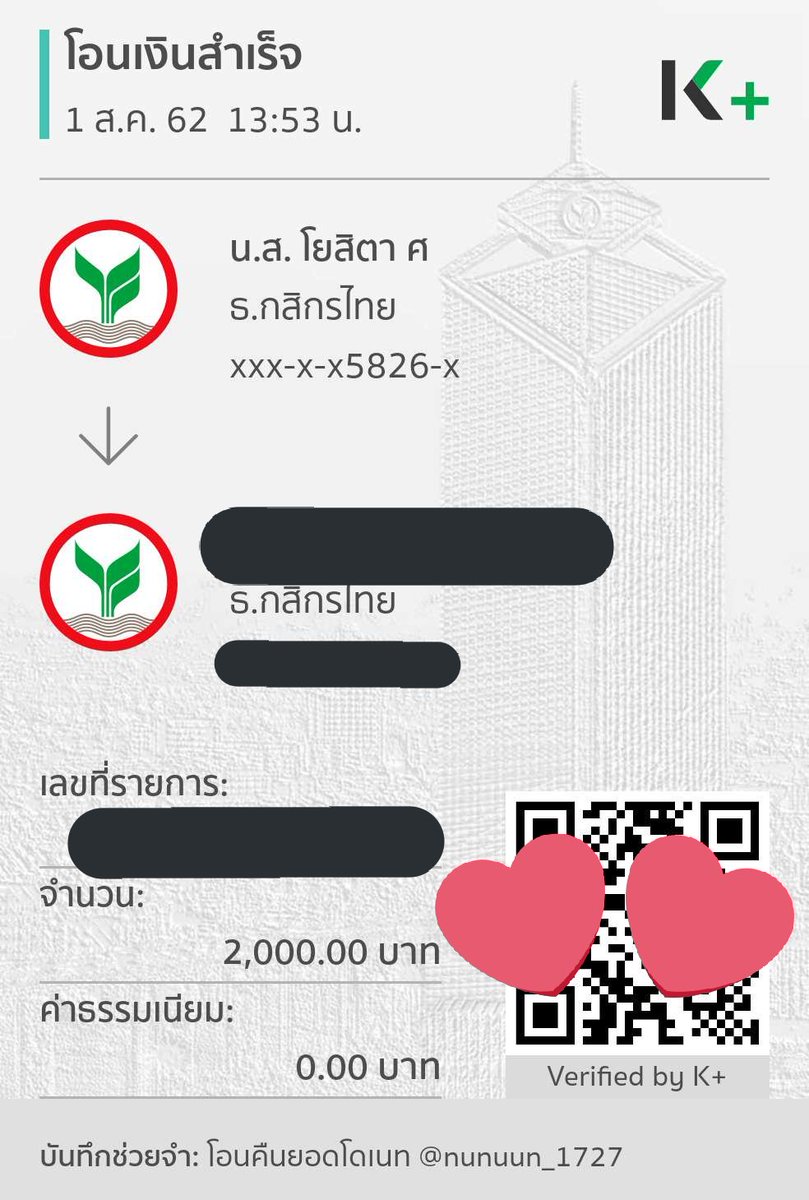 โอนเงินสำเร็จ
1 ส.ค. 62 13:53 น.
K+
น.ส. โยสิตา ศ
ธ.กสิกรไทย
xxx-x-x5826-x
ธ.กสิกรไทย
เลขที่รายการ:
จำนวน:
2,000.00 บาท
ค่าธรรมเนียม:
0.00 บาท
Verified by K+
บันทึกช่วยจำ: โอนคืนยอดโดเนท @nunuun_1727